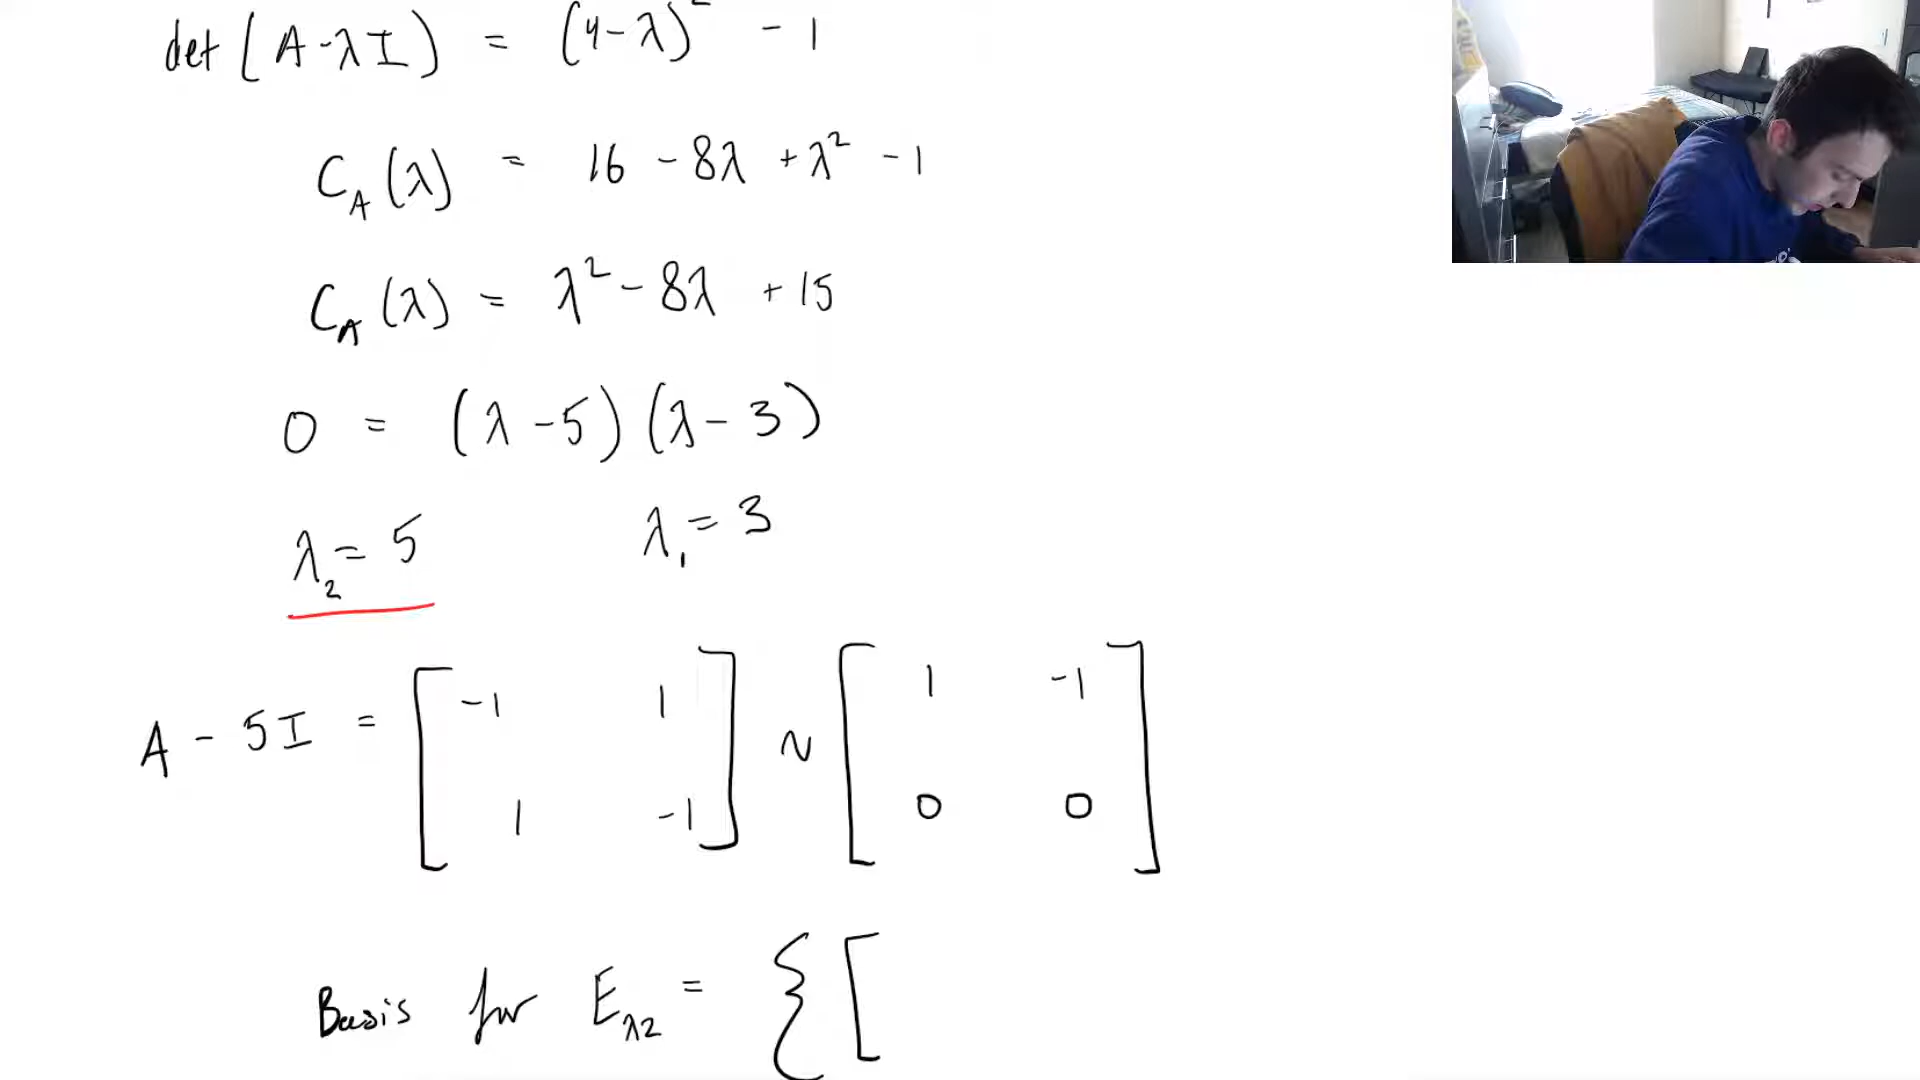 det(A-λI) = (4-λ)² - 1
C_A(λ) = 16 - 8λ + λ² - 1
C_A(λ) = λ² - 8λ + 15
0 = (λ-5)(λ-3)
λ₂ = 5 λ₁ = 3
A - 5I = [-1 1; 1 -1] ~ [1 -1; 0 0]
Basis for E_λ2 = { [